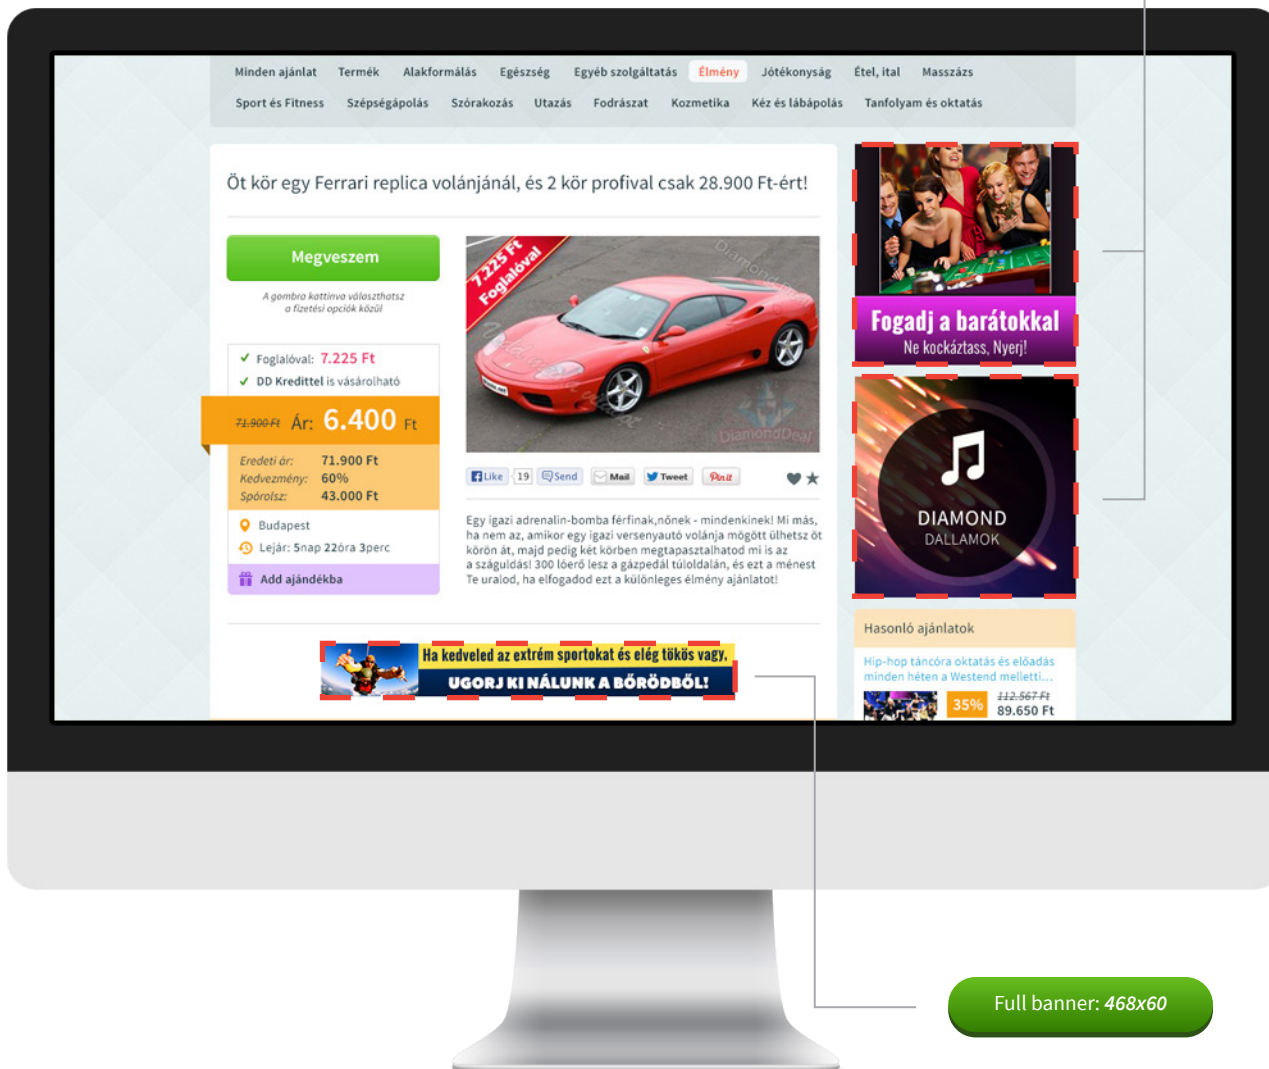 Minden ajánlat Termék Alakformálás Egészség Egyéb szolgáltatás Élmény Jótékonyság Étel, ital Masszázs
Sport és Fitness Szépségápolás Szórakozás Utazás Fodrászat Kozmetika Kéz és lábápolás Tanfolyam és oktatás
Öt kör egy Ferrari replica volánjánál, és 2 kör profival csak 28.900 Ft-ért!
Megveszem
A gombra kattinva választhatsz
a fizetési opciók közül
Foglalóval: 7.225 Ft
DD Kredittel is vásárolható
71.900 Ft Ár: 6.400 Ft
Eredeti ár: 71.900 Ft
Kedvezmény: 60%
Spórolsz: 43.000 Ft
Budapest
Lejár: 5nap 22óra 3perc
Add ajándékba
7.225 Ft
Foglalóval
DiamondDeal
Like 19 Send Mail Tweet Pin it
Egy igazi adrenalin-bomba férfinak,nőnek - mindenkinek! Mi más,
ha nem az, amikor egy igazi versenyautó volánja mögött ülhetsz öt
körön át, majd pedig két körben megtapasztalhatod mi is az
a száguldás! 300 lóerő lesz a gázpedál túloldalán, és ezt a ménest
Te uralod, ha elfogadod ezt a különleges élmény ajánlatot!
Ha kedveled az extrém sportokat és elég tökös vagy,
UGORJ KI NÁLUNK A BŐRÖDBŐL!
Fogadj a barátokkal
Ne kockáztass, Nyerj!
DIAMOND
DALLAMOK
Hasonló ajánlatok
Hip-hop táncóra oktatás és előadás
minden héten a Westend melletti...
35% 112.567 Ft
89.650 Ft
Full banner: 468x60